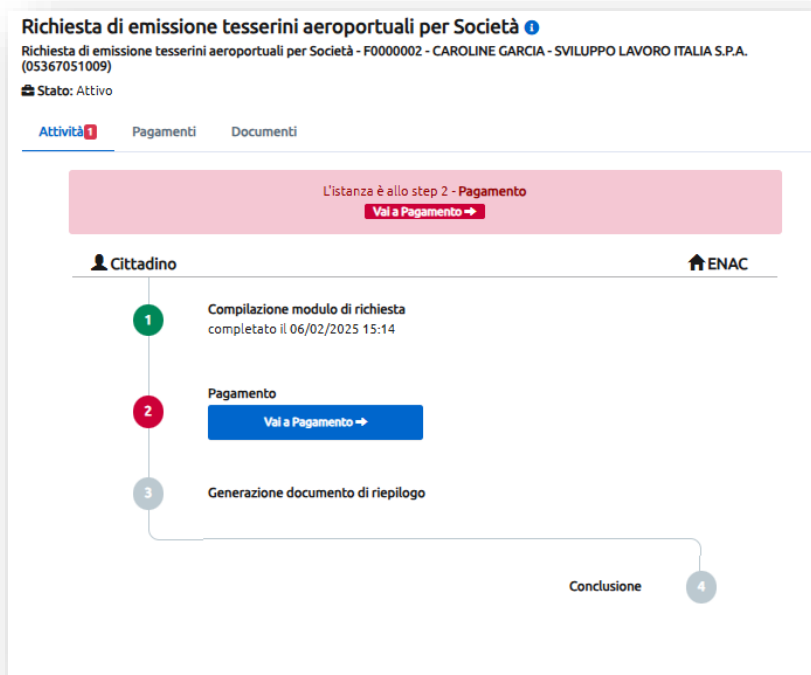 Richiesta di emissione tesserini aeroportuali per Società
Richiesta di emissione tesserini aeroportuali per Società - F0000002 - CAROLINE GARCIA - SVILUPPO LAVORO ITALIA S.P.A.
(05367051009)
Stato: Attivo
Attività 1 Pagamenti Documenti
L'istanza è allo step 2 - Pagamento
Vai a Pagamento →
Cittadino ENAC
1 Compilazione modulo di richiesta
completato il 06/02/2025 15:14
Pagamento
2 Vai a Pagamento →
3 Generazione documento di riepilogo
Conclusione 4